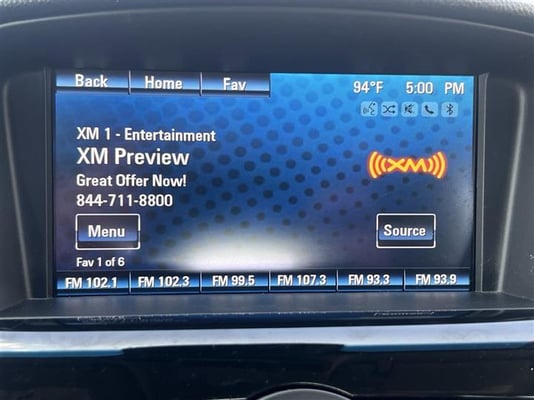 Back Home Fav 94°F 5:00 PM
XM 1 - Entertainment
XM Preview
Great Offer Now!
844-711-8800
XM
Menu Source
Fav 1 of 6
FM 102.1 FM 102.3 FM 99.5 FM 107.3 FM 93.3 FM 93.9